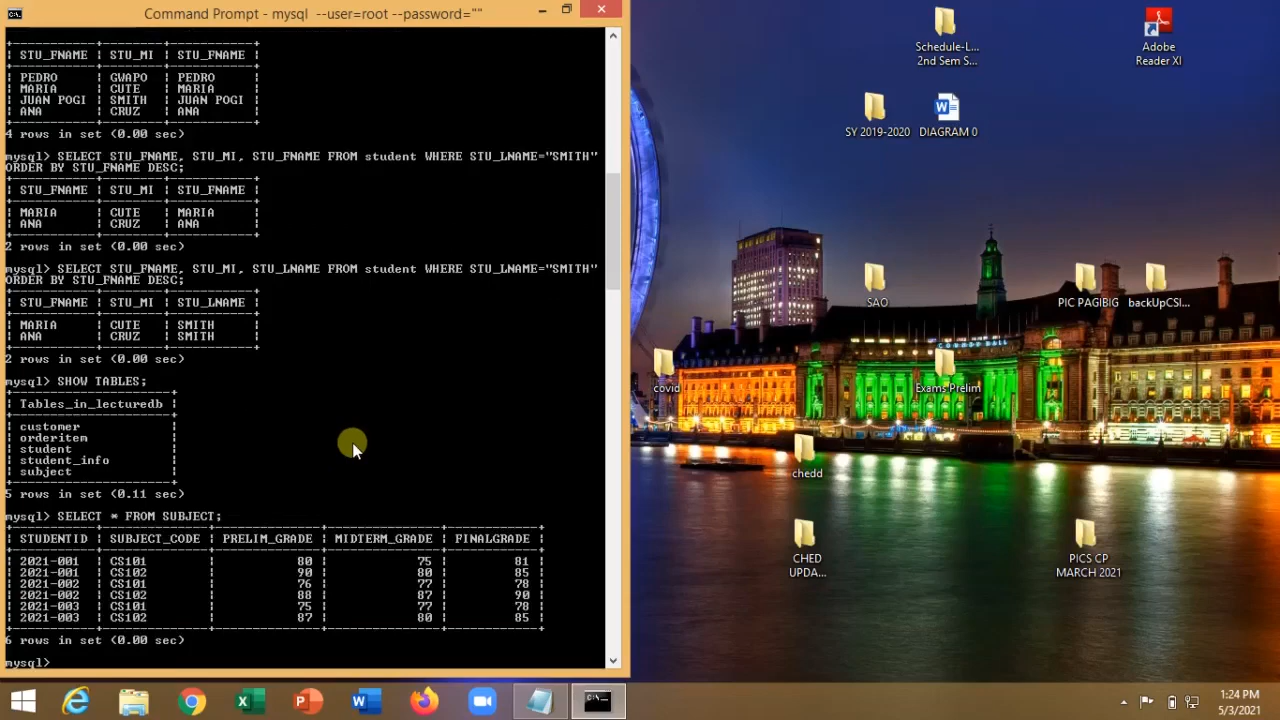 Command Prompt - mysql --user=root --password=""
+-----------+---------+-----------+
| STU_FNAME | STU_MI | STU_FNAME |
+-----------+---------+-----------+
| PEDRO | GWAPO | PEDRO |
| MARIA | CUTE | MARIA |
| JUAN POGI | SMITH | JUAN POGI |
| ANA | CRUZ | ANA |
+-----------+---------+-----------+
4 rows in set (0.00 sec)
mysql> SELECT STU_FNAME, STU_MI, STU_FNAME FROM student WHERE STU_LNAME="SMITH"
ORDER BY STU_FNAME DESC;
+-----------+---------+-----------+
| STU_FNAME | STU_MI | STU_FNAME |
+-----------+---------+-----------+
| MARIA | CUTE | MARIA |
| ANA | CRUZ | ANA |
+-----------+---------+-----------+
2 rows in set (0.00 sec)
mysql> SELECT STU_FNAME, STU_MI, STU_LNAME FROM student WHERE STU_LNAME="SMITH"
ORDER BY STU_FNAME DESC;
+-----------+---------+-----------+
| STU_FNAME | STU_MI | STU_LNAME |
+-----------+---------+-----------+
| MARIA | CUTE | SMITH |
| ANA | CRUZ | SMITH |
+-----------+---------+-----------+
2 rows in set (0.00 sec)
mysql> SHOW TABLES;
+---------------------+
| Tables_in_lecturedb |
+---------------------+
| customer |
| orderitem |
| student |
| student_info |
| subject |
+---------------------+
5 rows in set (0.11 sec)
mysql> SELECT * FROM SUBJECT;
+-----------+--------------+--------------+---------------+------------+
| STUDENTID | SUBJECT_CODE | PRELIM_GRADE | MIDTERM_GRADE | FINALGRADE |
+-----------+--------------+--------------+---------------+------------+
| 2021-001 | CS101 | 80 | 75 | 81 |
| 2021-001 | CS102 | 90 | 80 | 85 |
| 2021-002 | CS101 | 76 | 77 | 78 |
| 2021-002 | CS102 | 88 | 87 | 90 |
| 2021-003 | CS101 | 75 | 77 | 78 |
| 2021-003 | CS102 | 87 | 80 | 85 |
+-----------+--------------+--------------+---------------+------------+
6 rows in set (0.00 sec)
mysql>
Schedule-L...
2nd Sem S...
Adobe
Reader XI
SY 2019-2020
DIAGRAM 0
SAO
PIC PAGIBIG
backUpCSI...
covid
Exams Prelim
chedd
CHED
UPDA...
PICS CP
MARCH 2021
1:24 PM
5/3/2021